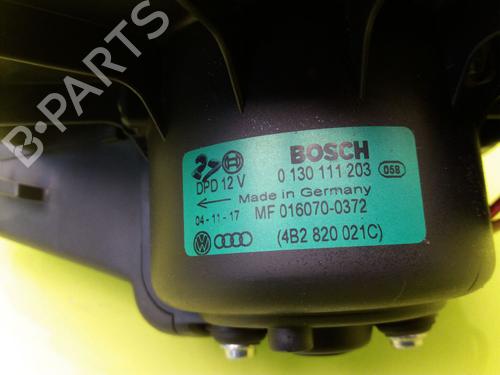 BOSCH
DPD 12 V 0 130 111 203 058
Made in Germany
04-11-17 MF 016070-0372
(4B2 820 021C)
B-PARTS